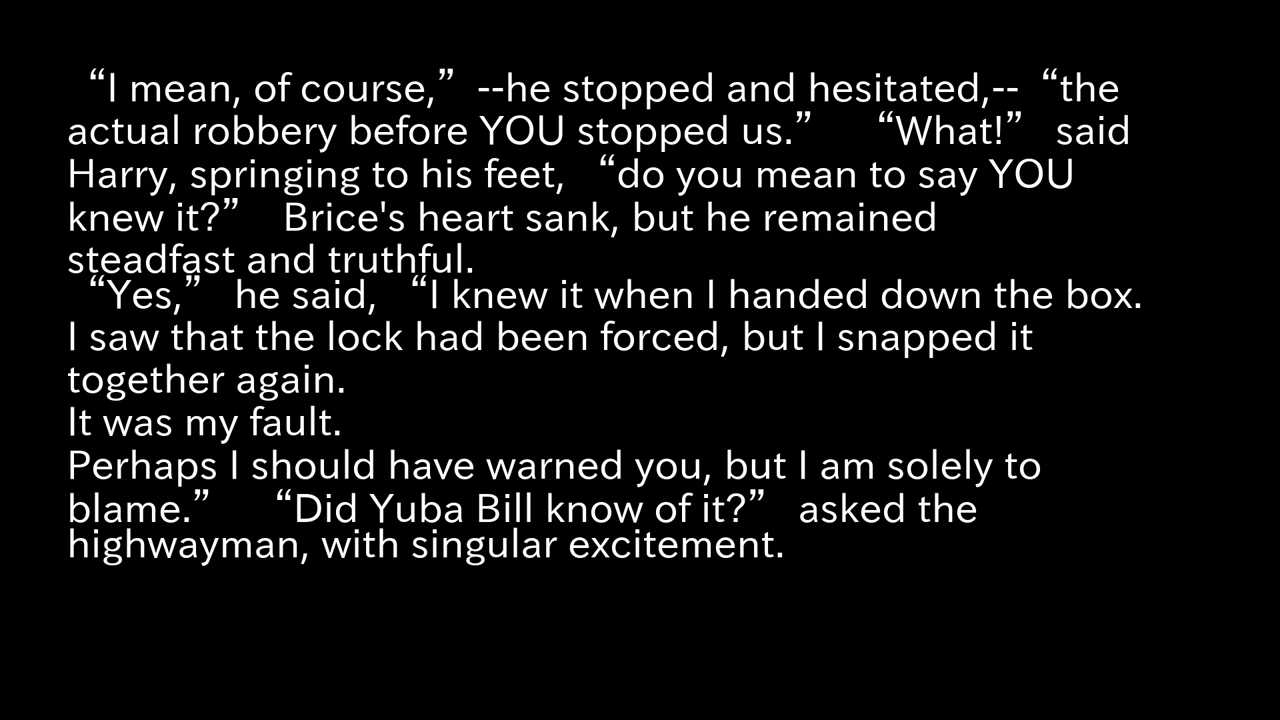 “I mean, of course,” --he stopped and hesitated,-- “the
actual robbery before YOU stopped us.” “What!” said
Harry, springing to his feet, “do you mean to say YOU
knew it?” Brice's heart sank, but he remained
steadfast and truthful.
“Yes,” he said, “I knew it when I handed down the box.
I saw that the lock had been forced, but I snapped it
together again.
It was my fault.
Perhaps I should have warned you, but I am solely to
blame.” “Did Yuba Bill know of it?” asked the
highwayman, with singular excitement.